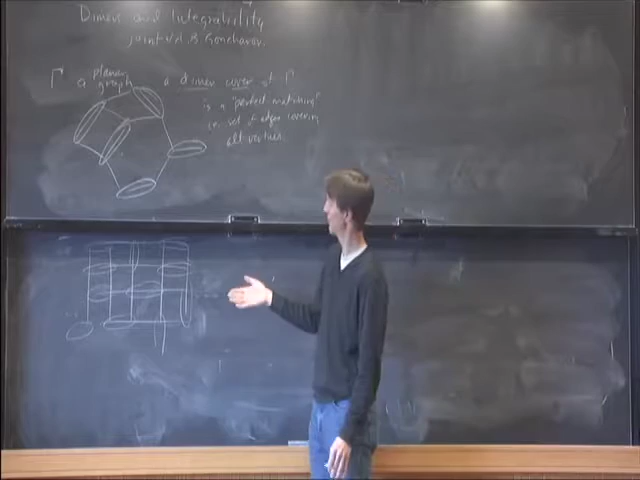 Dimers and Integrability
joint w/ A.B. Goncharov.
Γ a planar graph
a dimer cover of Γ
is a "perfect matching"
i.e. set of edges covering
all vertices.